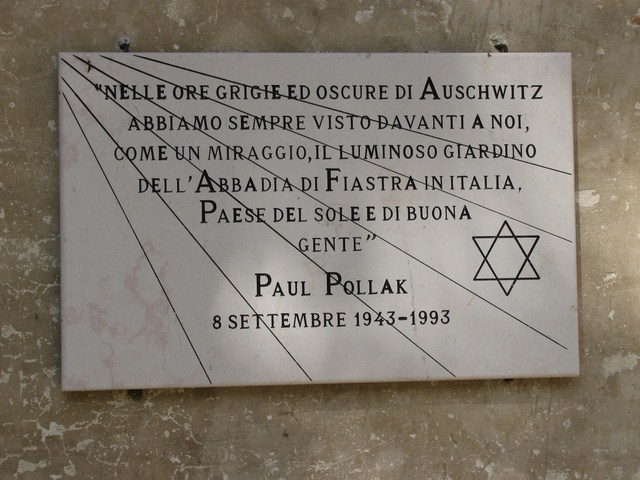 "NELLE ORE GRIGIE ED OSCURE DI AUSCHWITZ
ABBIAMO SEMPRE VISTO DAVANTI A NOI,
COME UN MIRAGGIO, IL LUMINOSO GIARDINO
DELL'ABBADIA DI FIASTRA IN ITALIA,
PAESE DEL SOLE E DI BUONA
GENTE"
PAUL POLLAK
8 SETTEMBRE 1943-1993